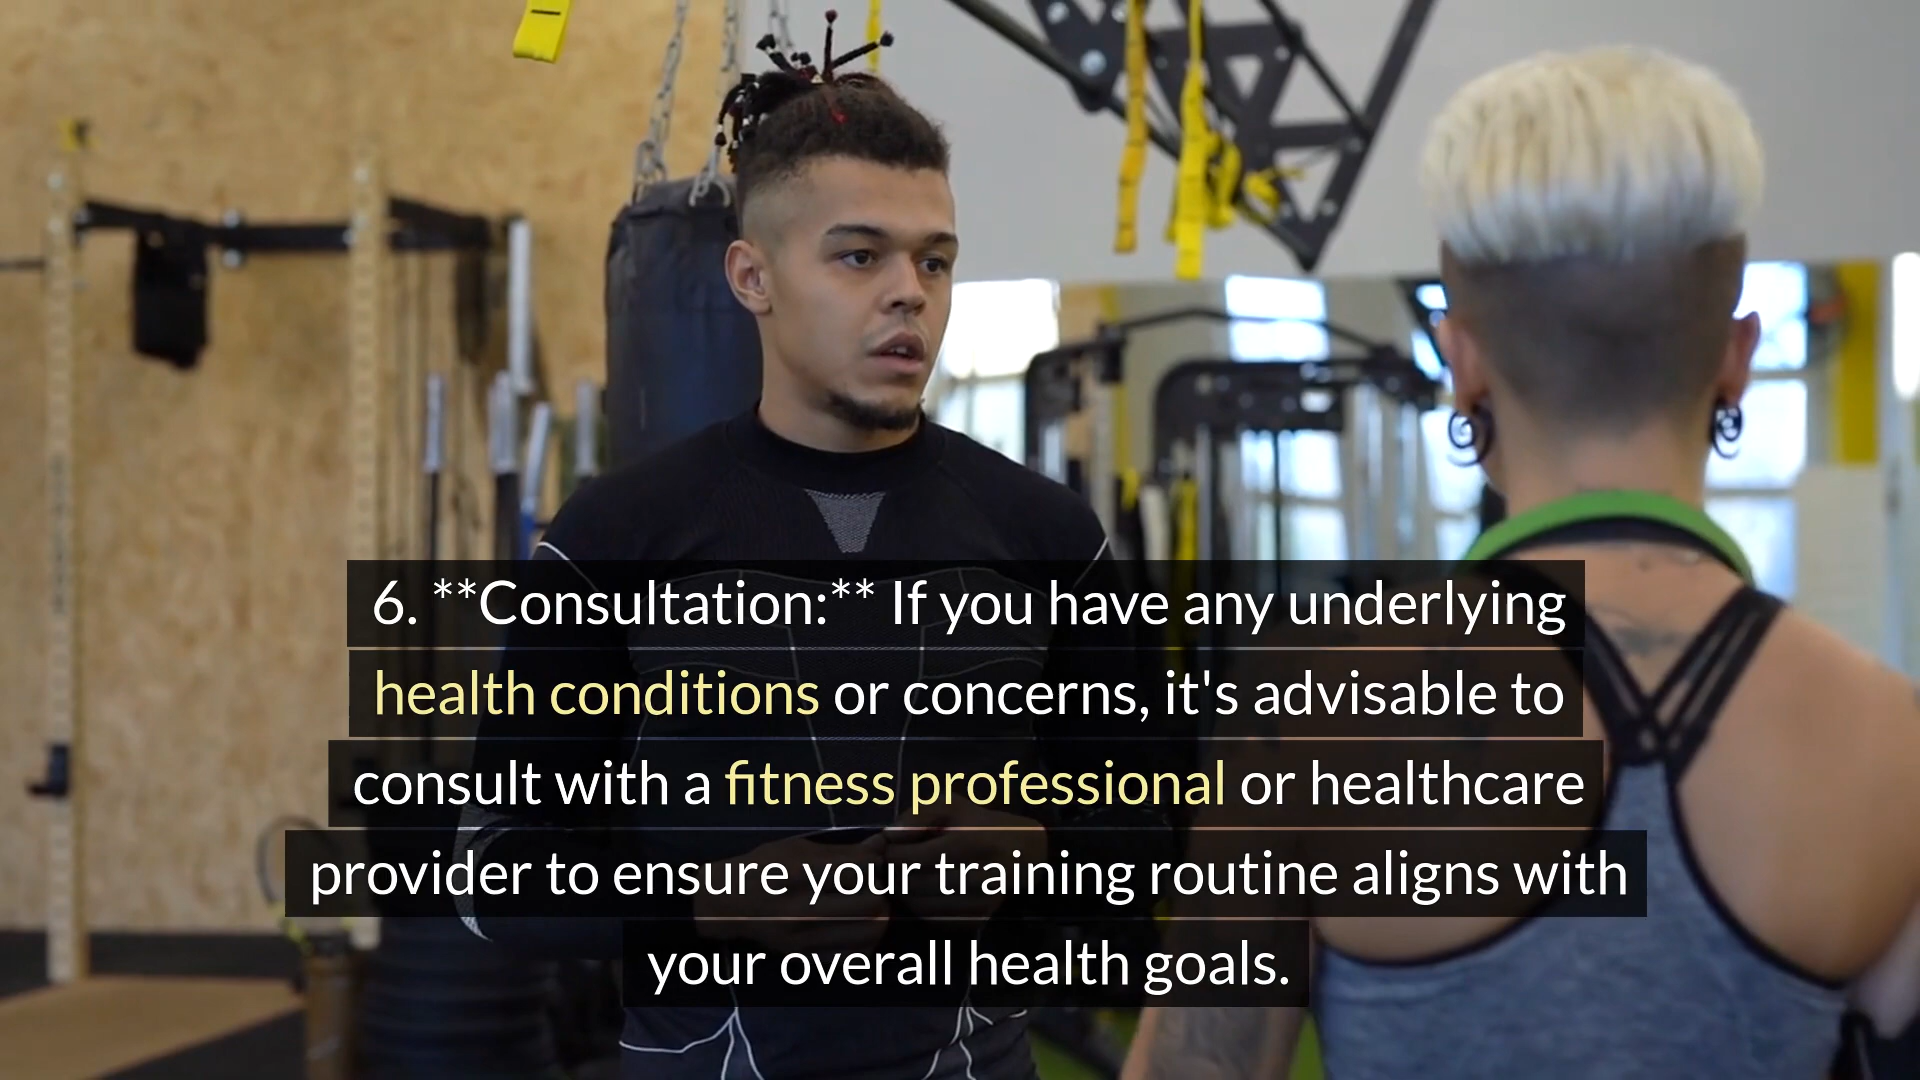 6. **Consultation:** If you have any underlying
health conditions or concerns, it's advisable to
consult with a fitness professional or healthcare
provider to ensure your training routine aligns with
your overall health goals.